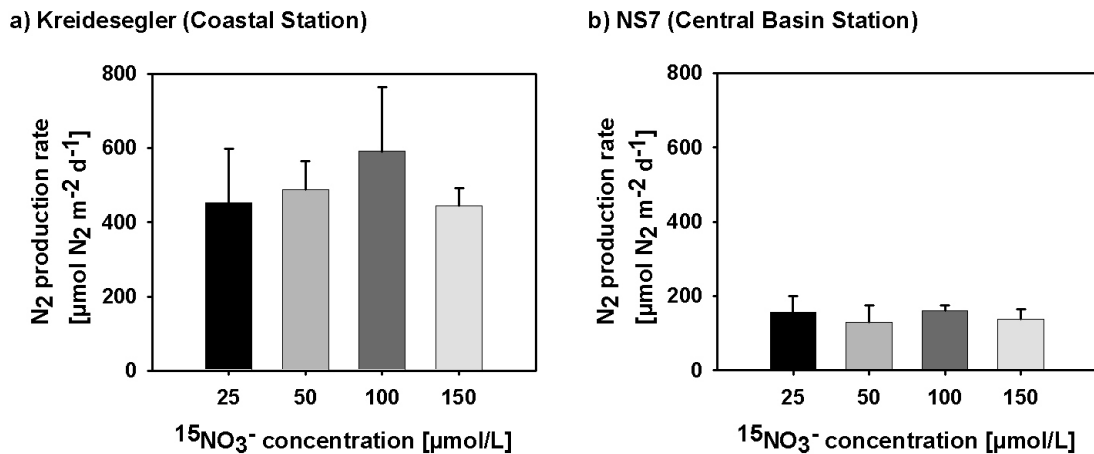 a) Kreidesegler (Coastal Station)
N2 production rate
[µmol N2 m-2 d-1]
800
600
400
200
0
25 50 100 150
15NO3- concentration [µmol/L]
b) NS7 (Central Basin Station)
N2 production rate
[µmol N2 m-2 d-1]
800
600
400
200
0
25 50 100 150
15NO3- concentration [µmol/L]